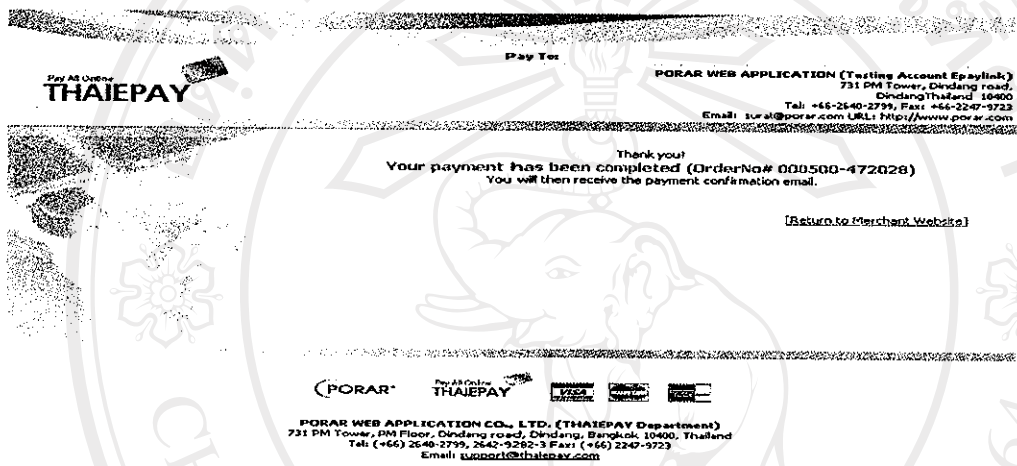 Pay To:
Pay All Online
THAIEPAY
PORAR WEB APPLICATION (Testing Account Epaylink)
731 PM Tower, Dindang road,
DindangThailand 10400
Tel: +66-2640-2799, Fax: +66-2247-9723
Email: surat@porar.com URL: http://www.porar.com
Thank you!
Your payment has been completed (OrderNo# 000500-472028)
You will then receive the payment confirmation email.
[Return to Merchant Website]
PORAR
Pay All Online
THAIEPAY
VISA
PORAR WEB APPLICATION CO., LTD. (THAIEPAY Department)
731 PM Tower, PM Floor, Dindang road, Dindang, Bangkok 10400, Thailand
Tel: (+66) 2640-2799, 2642-9282-3 Fax: (+66) 2247-9723
Email: support@thaiepay.com